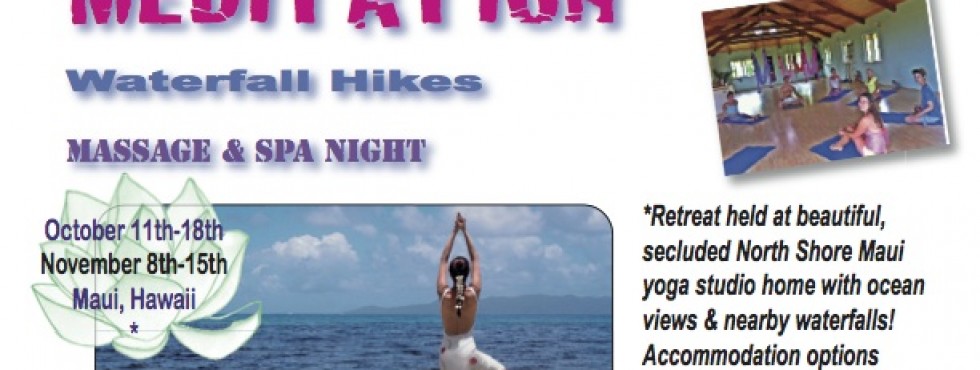 MEDITATION
Waterfall Hikes
MASSAGE & SPA NIGHT
October 11th-18th
November 8th-15th
Maui, Hawaii
*
*Retreat held at beautiful,
secluded North Shore Maui
yoga studio home with ocean
views & nearby waterfalls!
Accommodation options